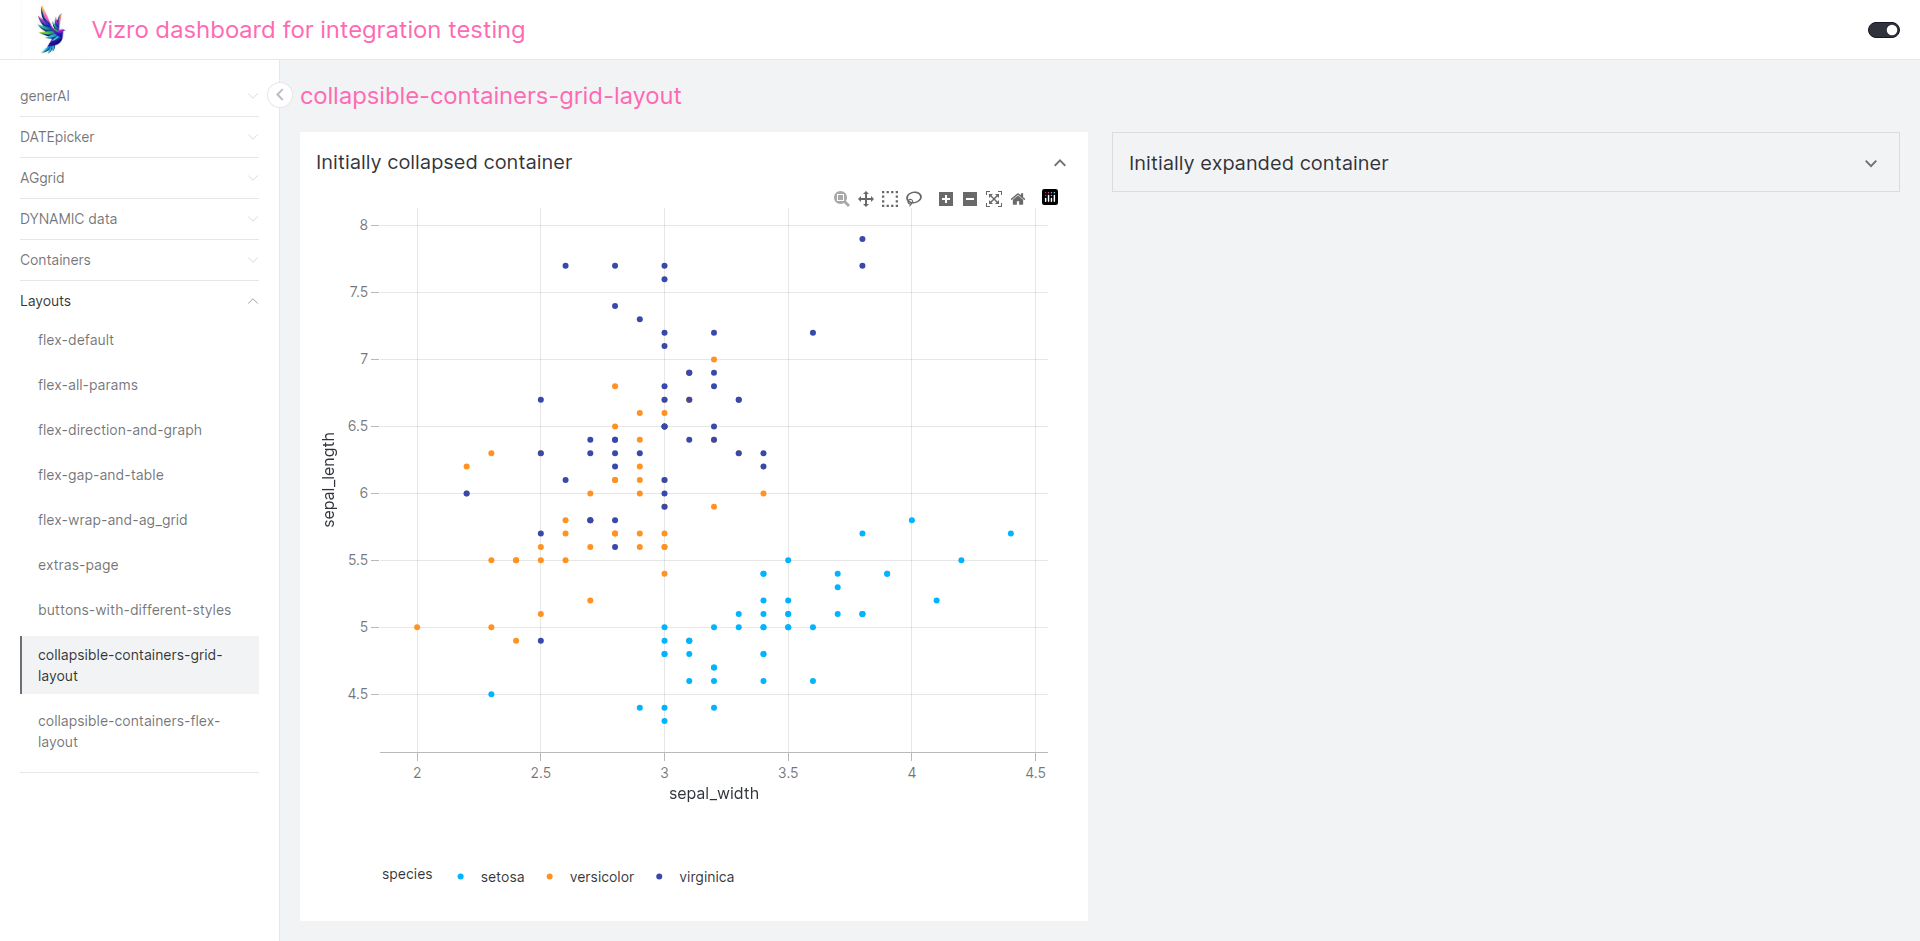 Vizro dashboard for integration testing
generAI
DATEpicker
AGgrid
DYNAMIC data
Containers
Layouts
flex-default
flex-all-params
flex-direction-and-graph
flex-gap-and-table
flex-wrap-and-ag_grid
extras-page
buttons-with-different-styles
collapsible-containers-grid-
layout
collapsible-containers-flex-
layout
collapsible-containers-grid-layout
Initially collapsed container
8
7.5
7
6.5
6
5.5
5
4.5
sepal_length
2
2.5
3
3.5
4
4.5
sepal_width
species
setosa
versicolor
virginica
Initially expanded container